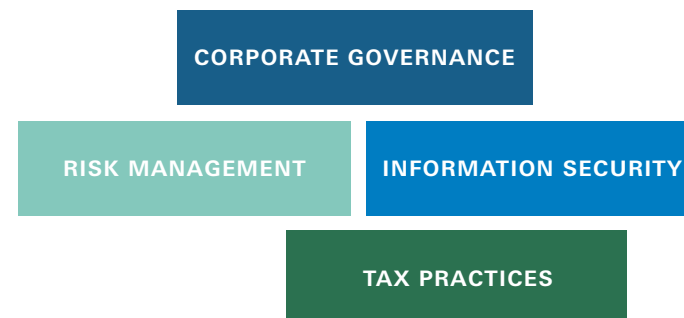 CORPORATE GOVERNANCE
RISK MANAGEMENT
INFORMATION SECURITY
TAX PRACTICES